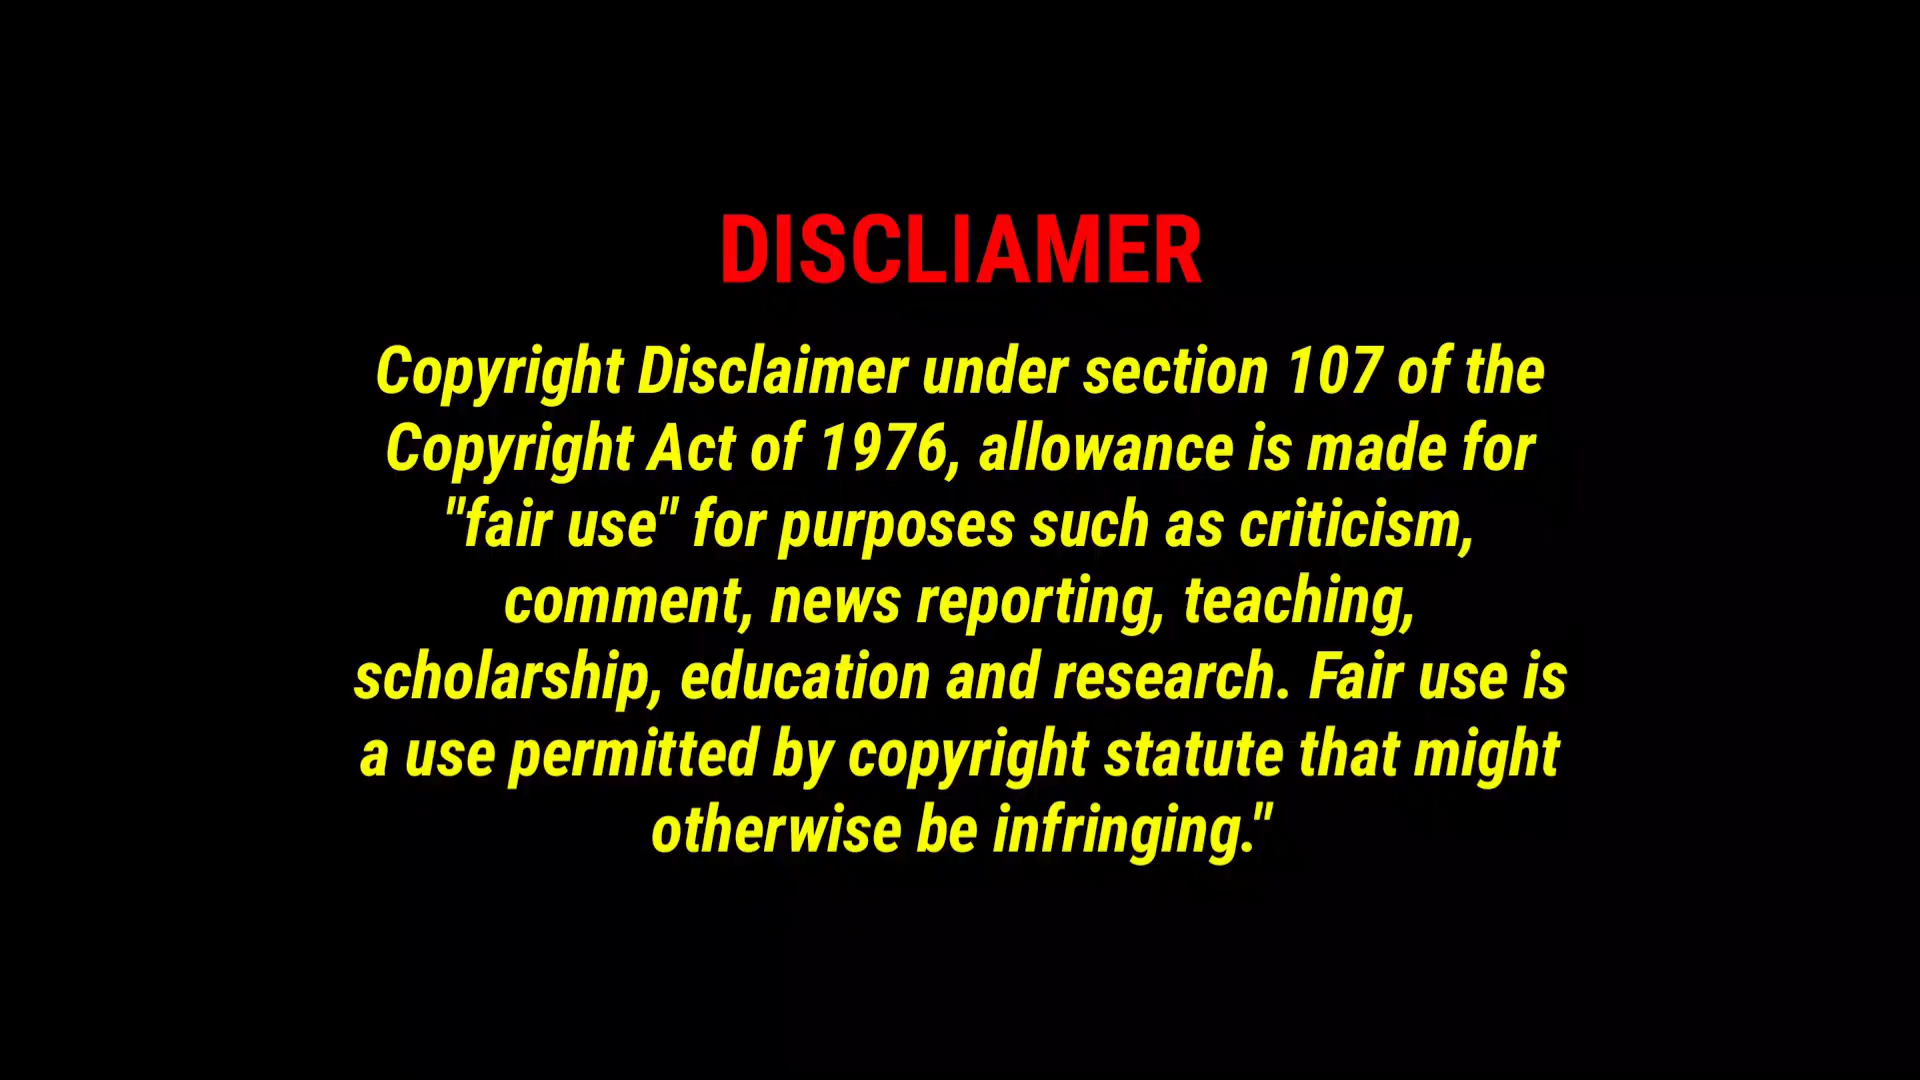 DISCLIAMER
Copyright Disclaimer under section 107 of the
Copyright Act of 1976, allowance is made for
"fair use" for purposes such as criticism,
comment, news reporting, teaching,
scholarship, education and research. Fair use is
a use permitted by copyright statute that might
otherwise be infringing."